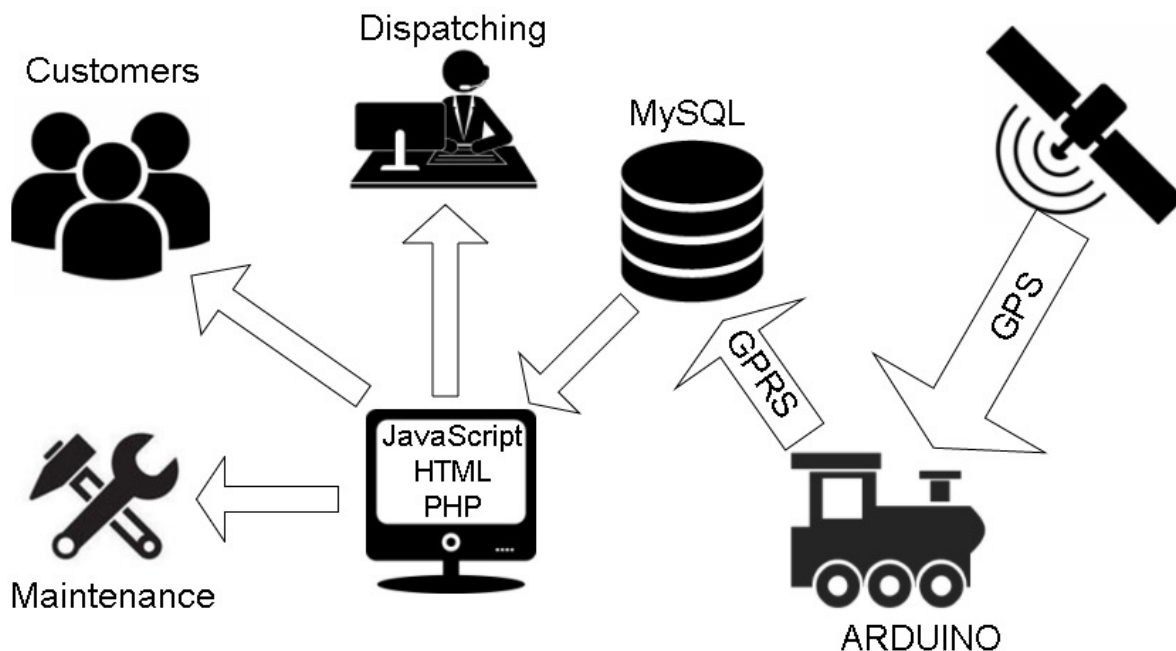 Dispatching
Customers
MySQL
GPS
GPRS
JavaScript
HTML
PHP
Maintenance
ARDUINO